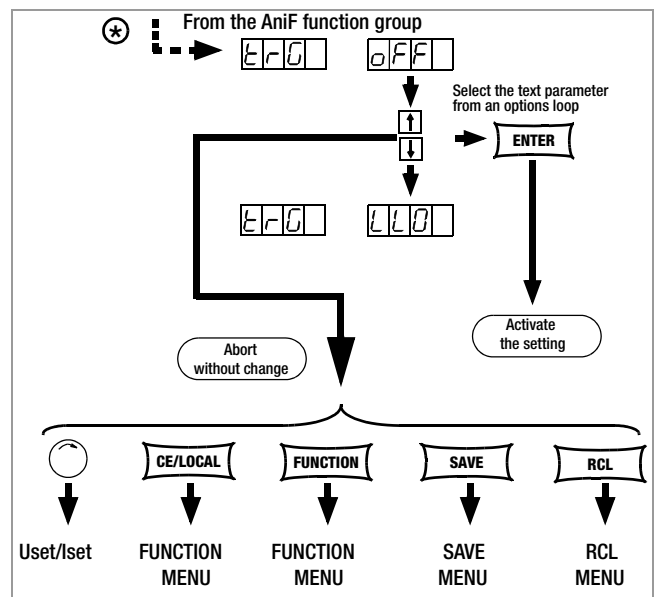 From the AniF function group
trG oFF
Select the text parameter
from an options loop
ENTER
trG LLO
Activate
the setting
Abort
without change
CE/LOCAL FUNCTION SAVE RCL
Uset/Iset FUNCTION MENU FUNCTION MENU SAVE MENU RCL MENU